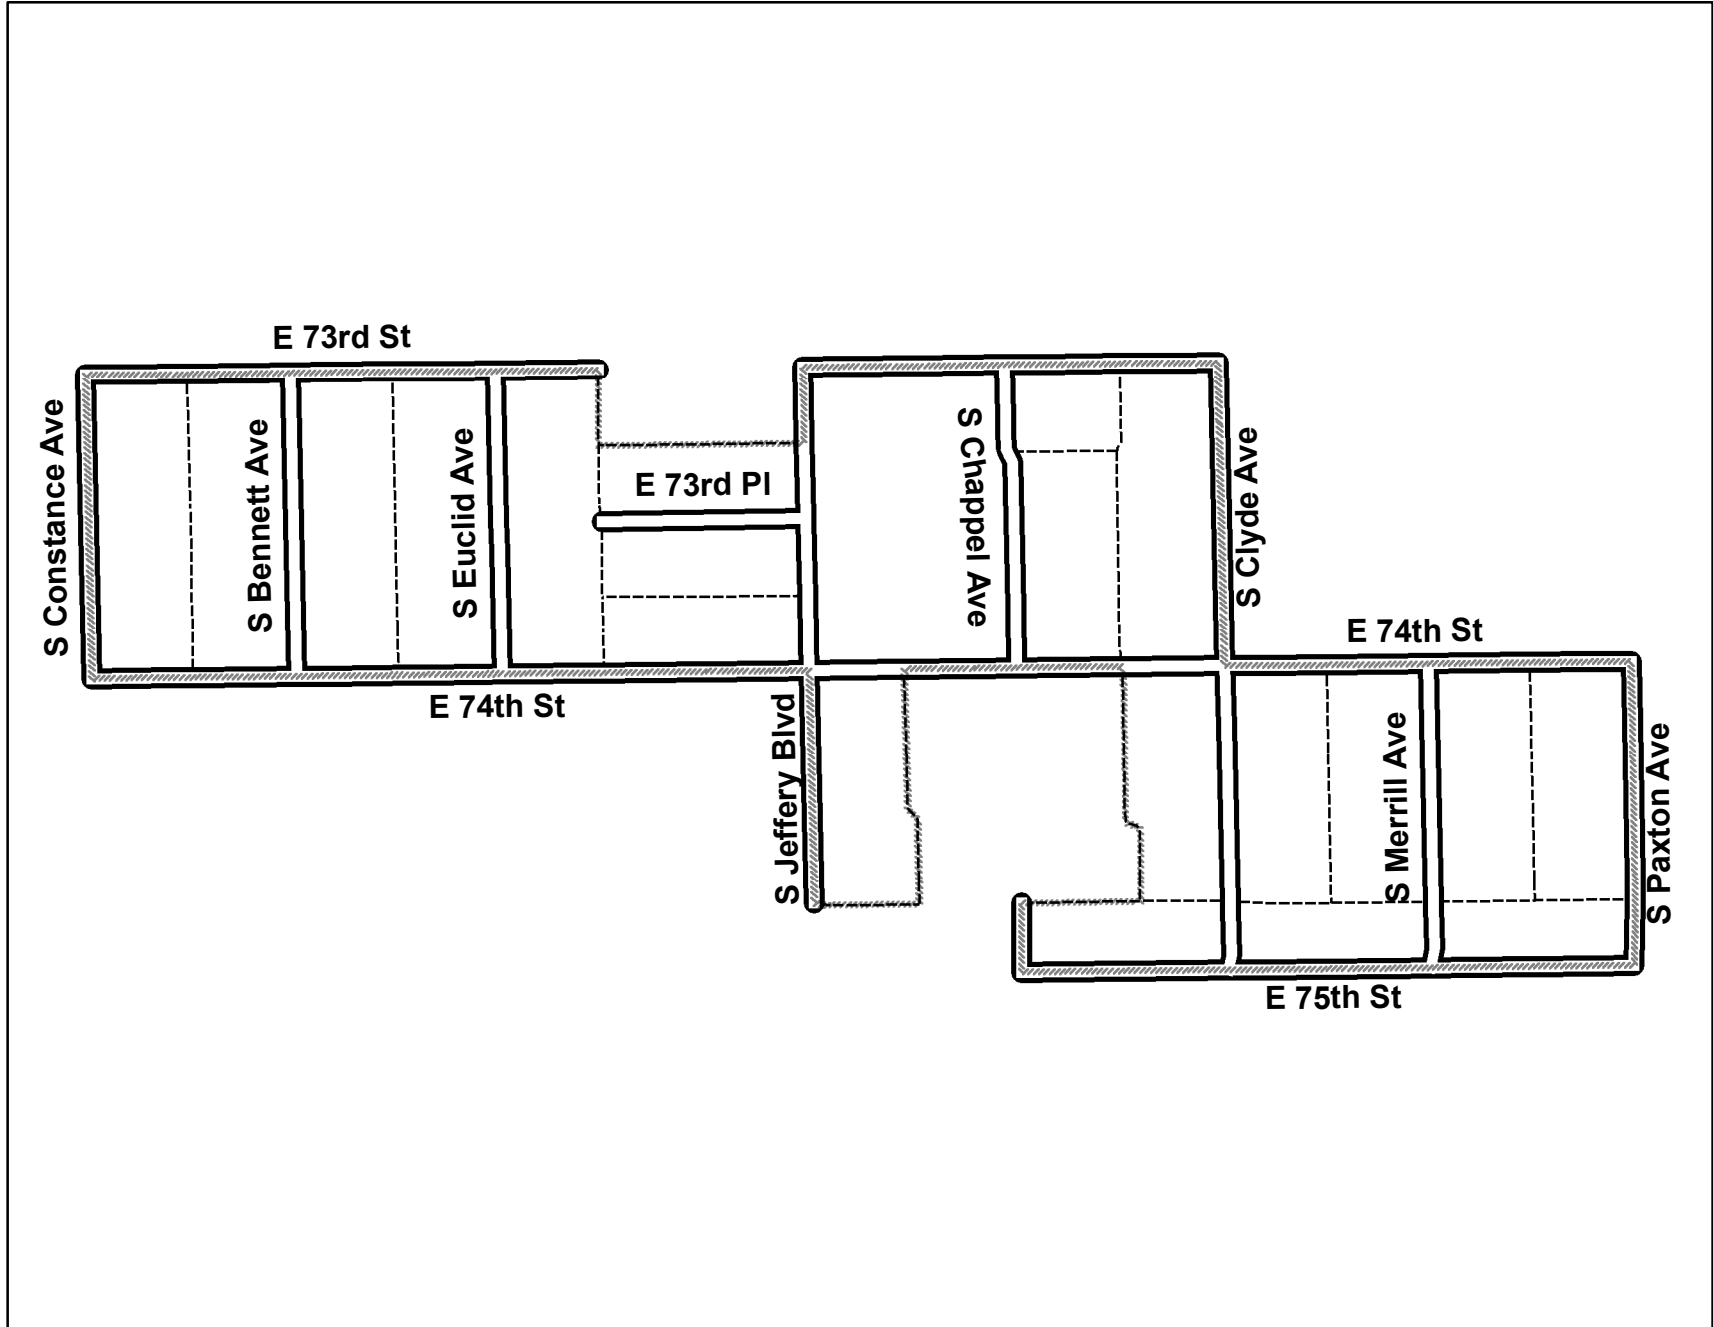 E 73rd St
S Constance Ave
S Bennett Ave
S Euclid Ave
E 73rd Pl
S Chappel Ave
S Clyde Ave
E 74th St
E 74th St
S Jeffery Blvd
S Merrill Ave
S Paxton Ave
E 75th St